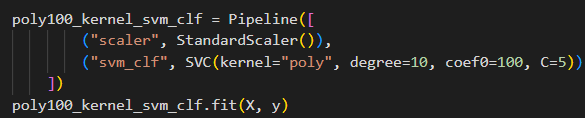 poly100_kernel_svm_clf = Pipeline([
        ("scaler", StandardScaler()),
        ("svm_clf", SVC(kernel="poly", degree=10, coef0=100, C=5))
    ])
poly100_kernel_svm_clf.fit(X, y)